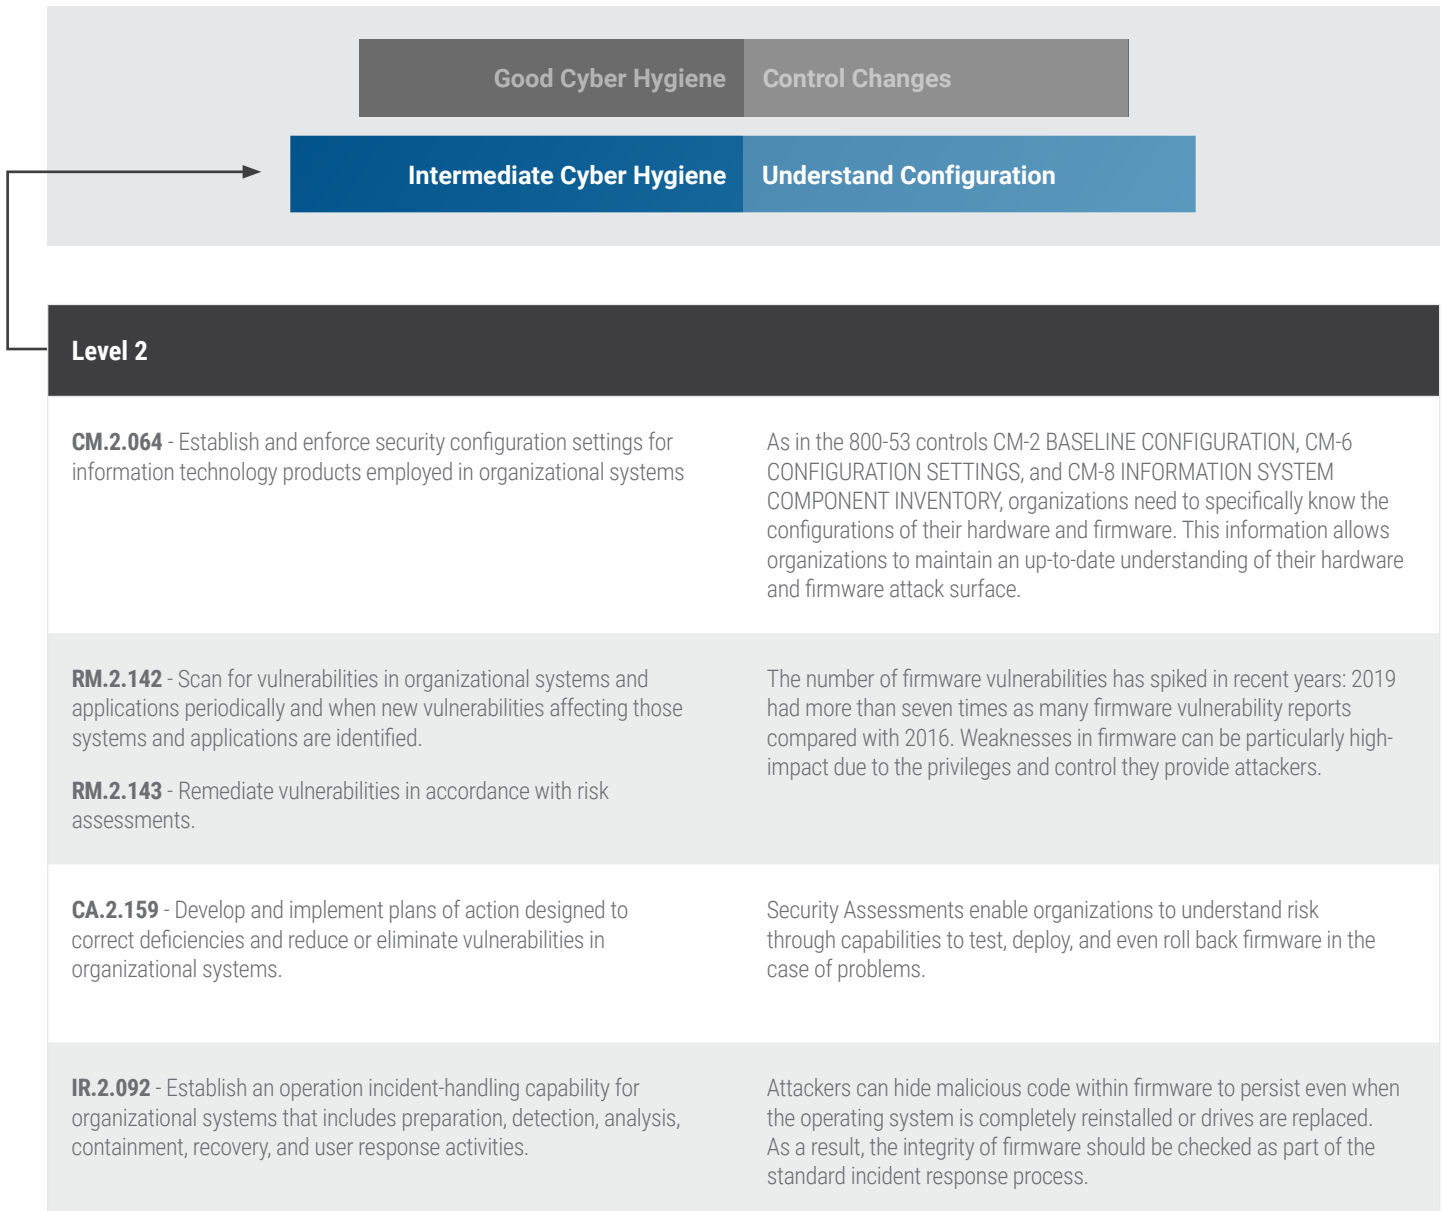 Good Cyber Hygiene Control Changes
Intermediate Cyber Hygiene Understand Configuration
Level 2
CM.2.064 - Establish and enforce security configuration settings for
information technology products employed in organizational systems
As in the 800-53 controls CM-2 BASELINE CONFIGURATION, CM-6
CONFIGURATION SETTINGS, and CM-8 INFORMATION SYSTEM
COMPONENT INVENTORY, organizations need to specifically know the
configurations of their hardware and firmware. This information allows
organizations to maintain an up-to-date understanding of their hardware
and firmware attack surface.
RM.2.142 - Scan for vulnerabilities in organizational systems and
applications periodically and when new vulnerabilities affecting those
systems and applications are identified.
RM.2.143 - Remediate vulnerabilities in accordance with risk
assessments.
The number of firmware vulnerabilities has spiked in recent years: 2019
had more than seven times as many firmware vulnerability reports
compared with 2016. Weaknesses in firmware can be particularly high-
impact due to the privileges and control they provide attackers.
CA.2.159 - Develop and implement plans of action designed to
correct deficiencies and reduce or eliminate vulnerabilities in
organizational systems.
Security Assessments enable organizations to understand risk
through capabilities to test, deploy, and even roll back firmware in the
case of problems.
IR.2.092 - Establish an operation incident-handling capability for
organizational systems that includes preparation, detection, analysis,
containment, recovery, and user response activities.
Attackers can hide malicious code within firmware to persist even when
the operating system is completely reinstalled or drives are replaced.
As a result, the integrity of firmware should be checked as part of the
standard incident response process.